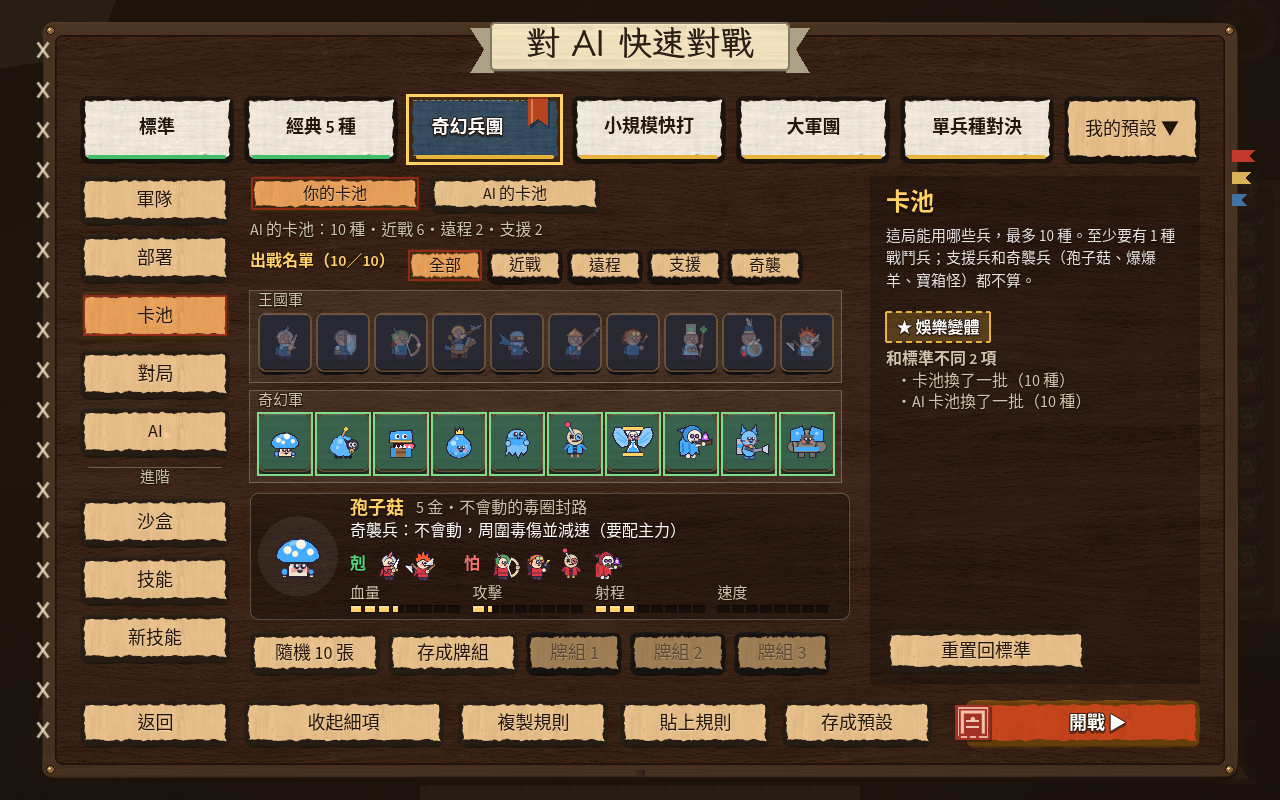 對 AI 快速對戰
標準
經典 5 種
奇幻兵團
小規模快打
大軍團
單兵種對決
我的預設 ▼
軍隊
部署
卡池
對局
AI
進階
沙盒
技能
新技能
你的卡池
AI 的卡池
AI 的卡池：10 種・近戰 6・遠程 2・支援 2
出戰名單（10／10）
全部
近戰
遠程
支援
奇襲
王國軍
奇幻軍
孢子菇 5 金・不會動的毒圈封路
奇襲兵：不會動，周圍毒傷並減速（要配主力）
剋
怕
血量
攻擊
射程
速度
隨機 10 張
存成牌組
牌組 1
牌組 2
牌組 3
卡池
這局能用哪些兵，最多 10 種。至少要有 1 種
戰鬥兵；支援兵和奇襲兵（孢子菇、爆爆
羊、寶箱怪）都不算。
★ 娛樂變體
和標準不同 2 項
・卡池換了一批（10 種）
・AI 卡池換了一批（10 種）
重置回標準
返回
收起細項
複製規則
貼上規則
存成預設
開戰 ▶